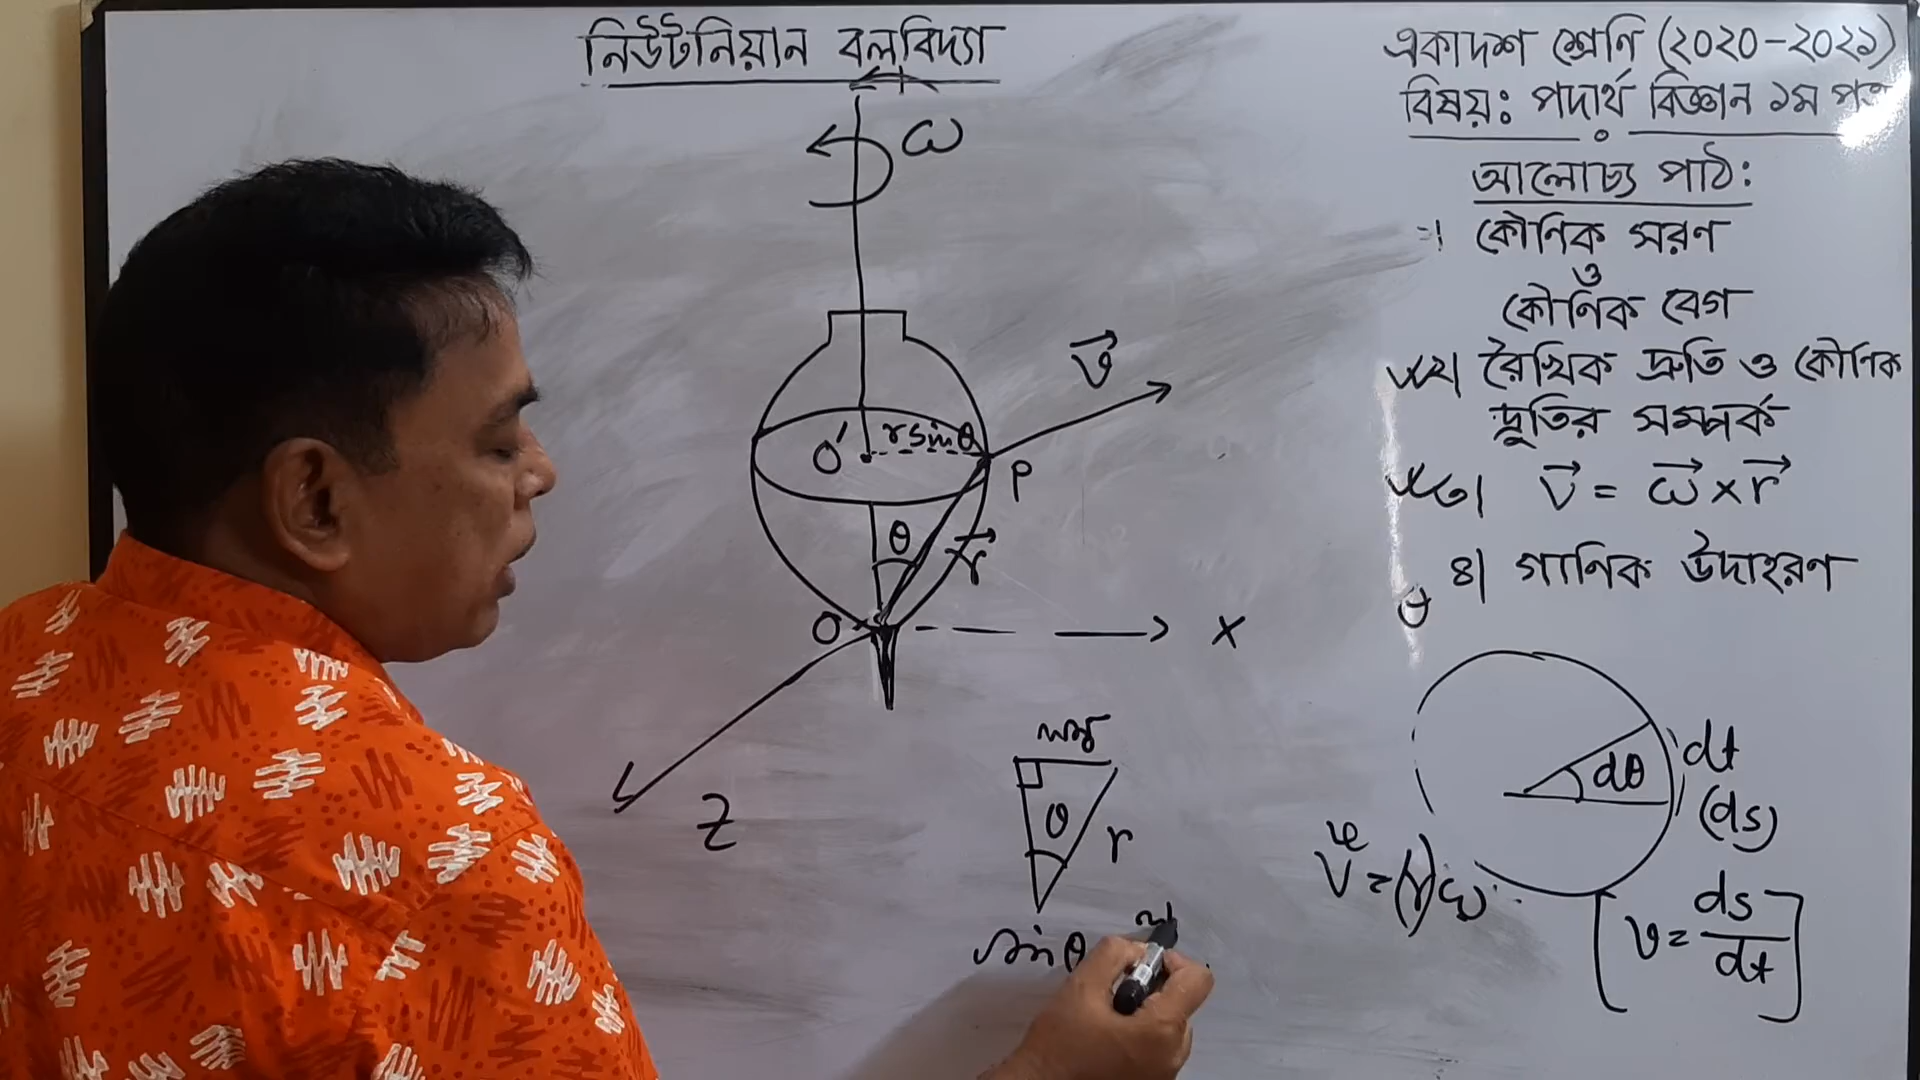 নিউটনিয়ান বলবিদ্যা
একাদশ শ্রেণি (২০২০-২০২১)
বিষয়ঃ পদার্থ বিজ্ঞান ১ম পত্র
আলোচ্য পাঠ:
১। কৌণিক সরণ
ও
কৌণিক বেগ
২। রৈখিক দ্রুতি ও কৌণিক
দ্রুতির সম্পর্ক
৩। v⃗ = ω⃗ × r⃗
৪। গাণিক উদাহরণ
θ
ω
v⃗
O′ r sinθ
P
θ
r⃗
O
X
Z
লম্ব
θ r
sinθ
dθ
dt
(ds)
V = (r)ω
[v = ds/dt]